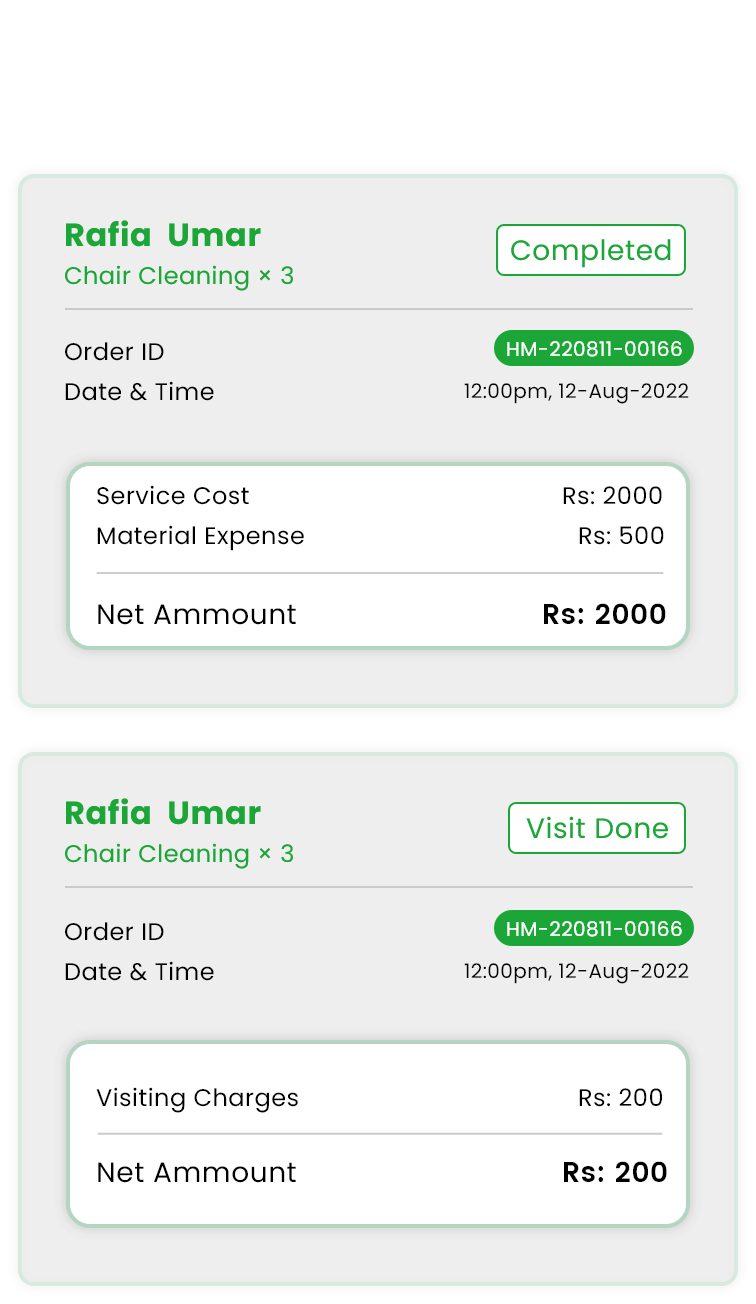 Rafia Umar
Completed
Chair Cleaning × 3
Order ID HM-220811-00166
Date & Time 12:00pm, 12-Aug-2022
Service Cost Rs: 2000
Material Expense Rs: 500
Net Ammount Rs: 2000
Rafia Umar
Visit Done
Chair Cleaning × 3
Order ID HM-220811-00166
Date & Time 12:00pm, 12-Aug-2022
Visiting Charges Rs: 200
Net Ammount Rs: 200